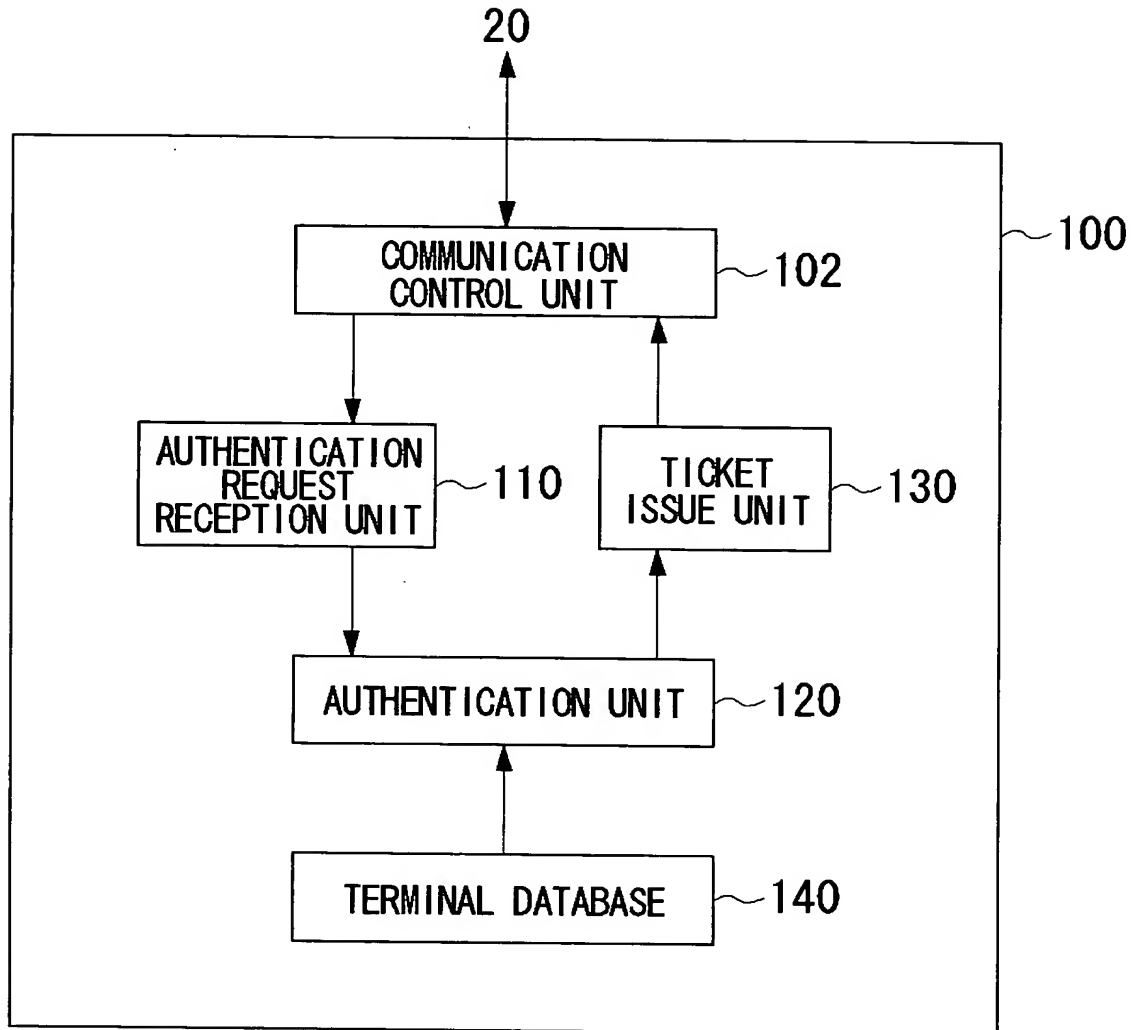 20
100
COMMUNICATION
CONTROL UNIT
102
AUTHENTICATION
REQUEST
RECEPTION UNIT
110
TICKET
ISSUE UNIT
130
AUTHENTICATION UNIT
120
TERMINAL DATABASE
140